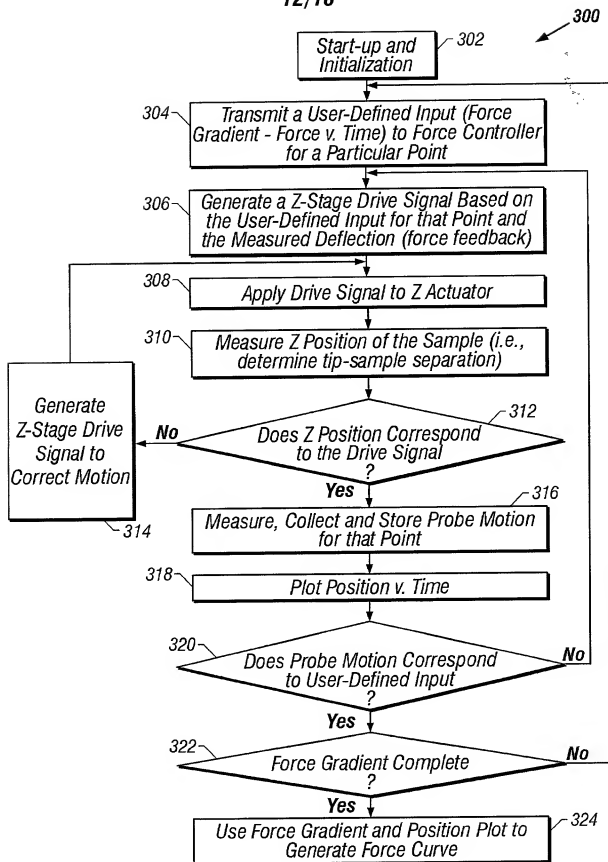 300
Start-up and
Initialization
302
304
Transmit a User-Defined Input (Force
Gradient - Force v. Time) to Force Controller
for a Particular Point
306
Generate a Z-Stage Drive Signal Based on
the User-Defined Input for that Point and
the Measured Deflection (force feedback)
308
Apply Drive Signal to Z Actuator
310
Measure Z Position of the Sample (i.e.,
determine tip-sample separation)
Generate
Z-Stage Drive
Signal to
Correct Motion
314
No
312
Does Z Position Correspond
to the Drive Signal
?
Yes
316
Measure, Collect and Store Probe Motion
for that Point
318
Plot Position v. Time
320
Does Probe Motion Correspond
to User-Defined Input
?
No
Yes
322
Force Gradient Complete
?
No
Yes
324
Use Force Gradient and Position Plot to
Generate Force Curve